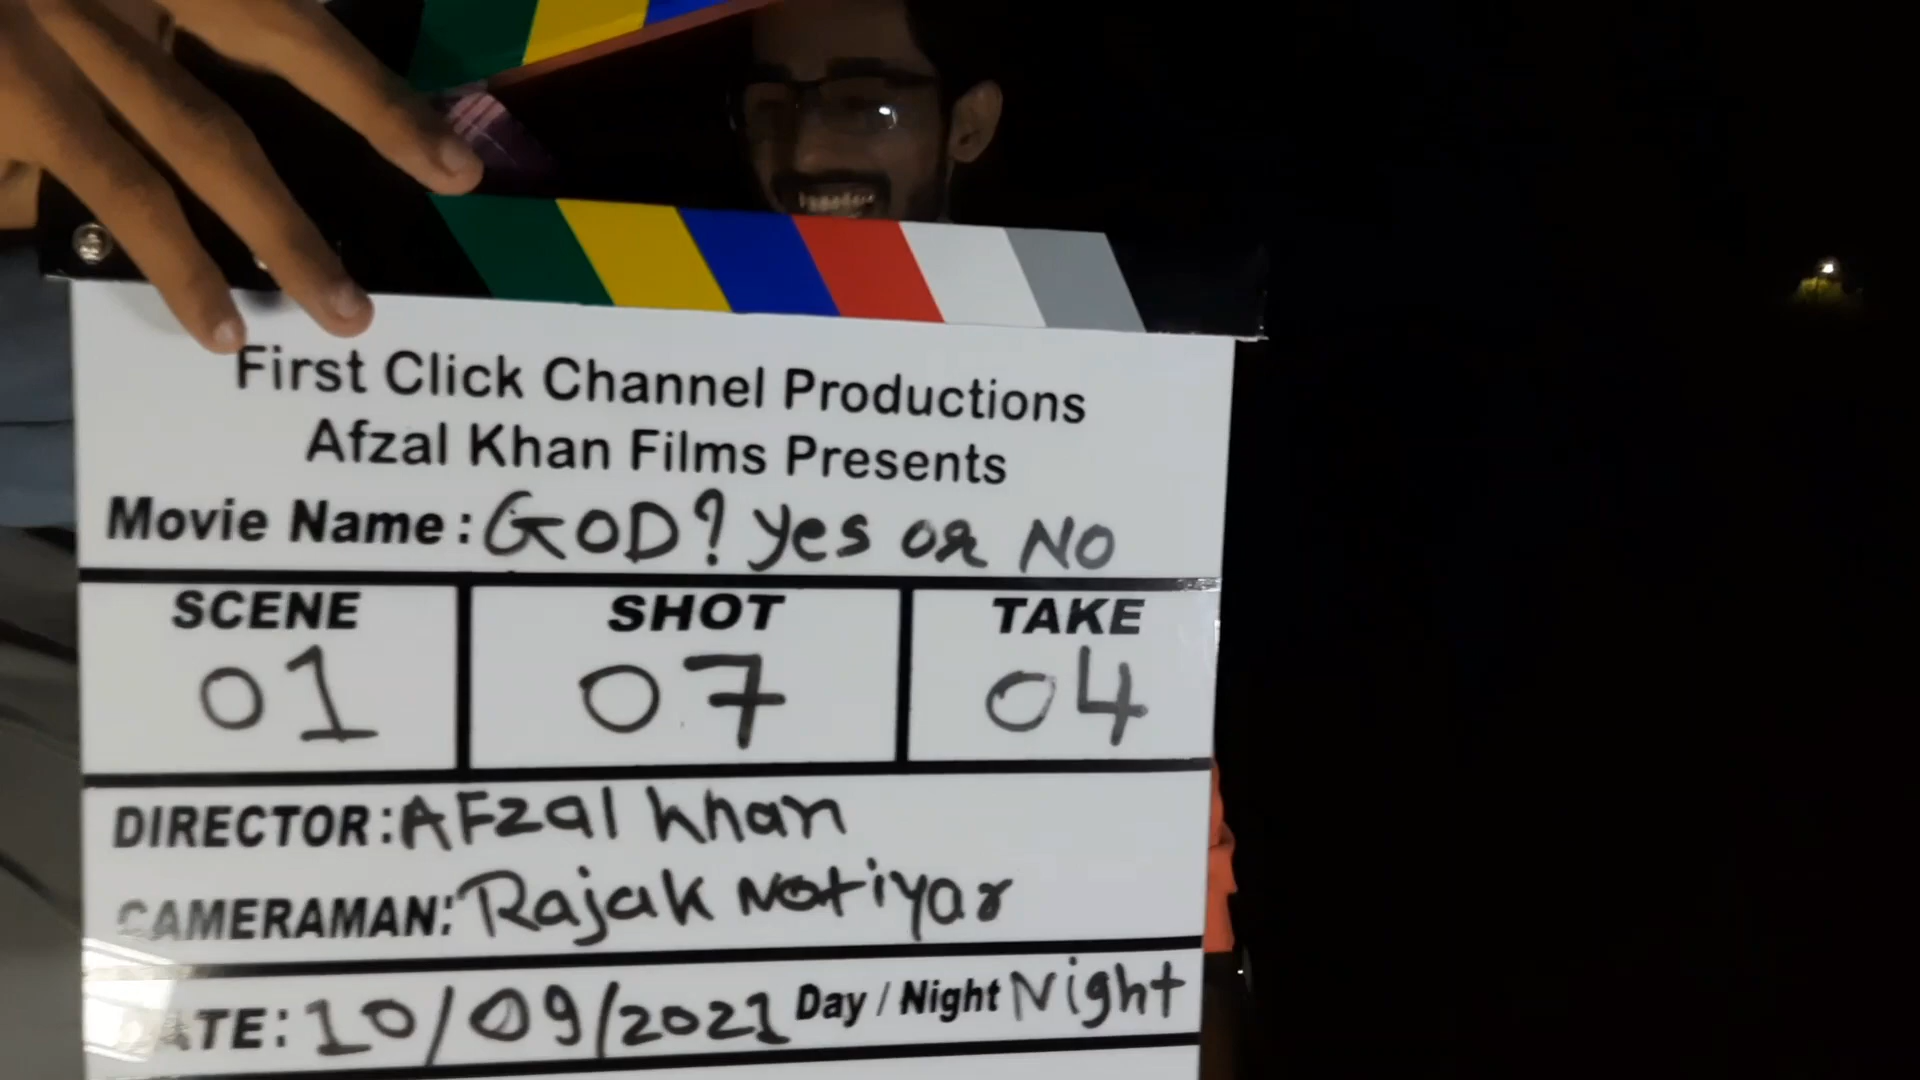 First Click Channel Productions
Afzal Khan Films Presents
Movie Name: GOD? Yes or NO
SCENE SHOT TAKE
01 07 04
DIRECTOR: AFzal khan
CAMERAMAN: Rajak Notiyar
DATE: 10/09/2021 Day / Night Night